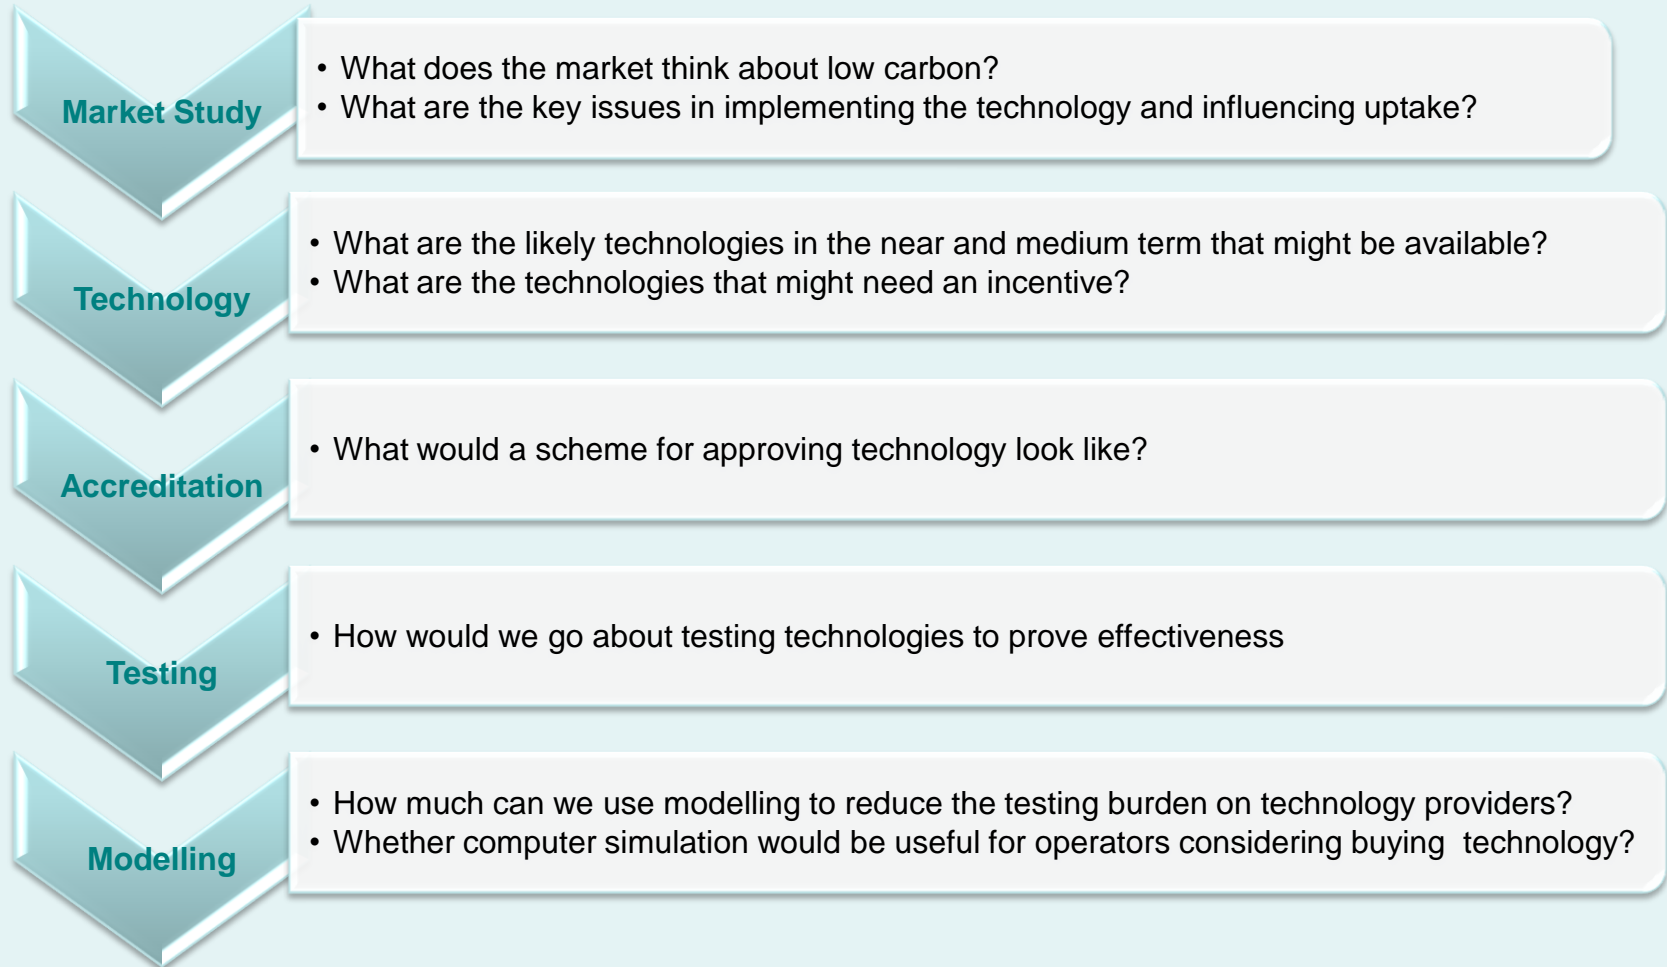 Market Study
• What does the market think about low carbon?
• What are the key issues in implementing the technology and influencing uptake?
Technology
• What are the likely technologies in the near and medium term that might be available?
• What are the technologies that might need an incentive?
Accreditation
• What would a scheme for approving technology look like?
Testing
• How would we go about testing technologies to prove effectiveness
Modelling
• How much can we use modelling to reduce the testing burden on technology providers?
• Whether computer simulation would be useful for operators considering buying  technology?